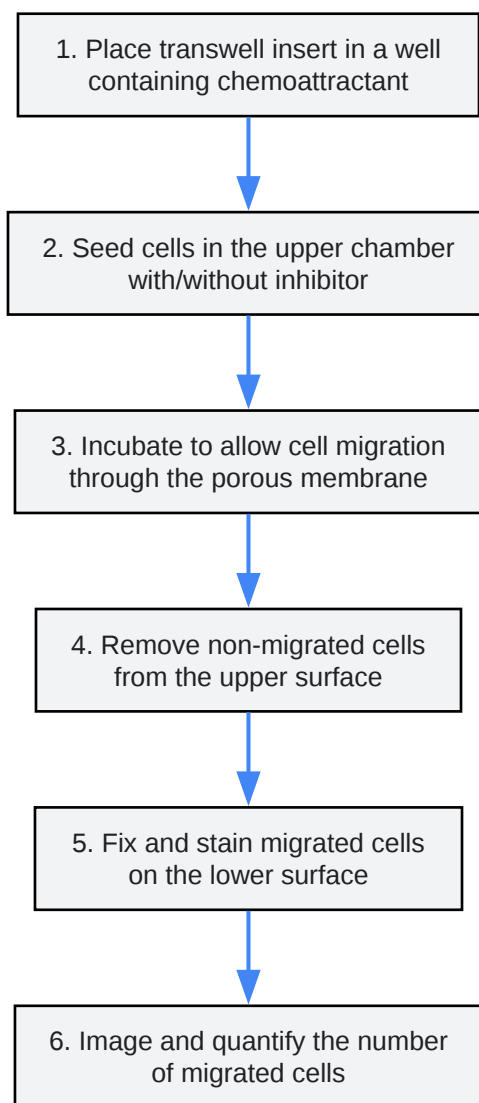 1. Place transwell insert in a well
containing chemoattractant
2. Seed cells in the upper chamber
with/without inhibitor
3. Incubate to allow cell migration
through the porous membrane
4. Remove non-migrated cells
from the upper surface
5. Fix and stain migrated cells
on the lower surface
6. Image and quantify the number
of migrated cells